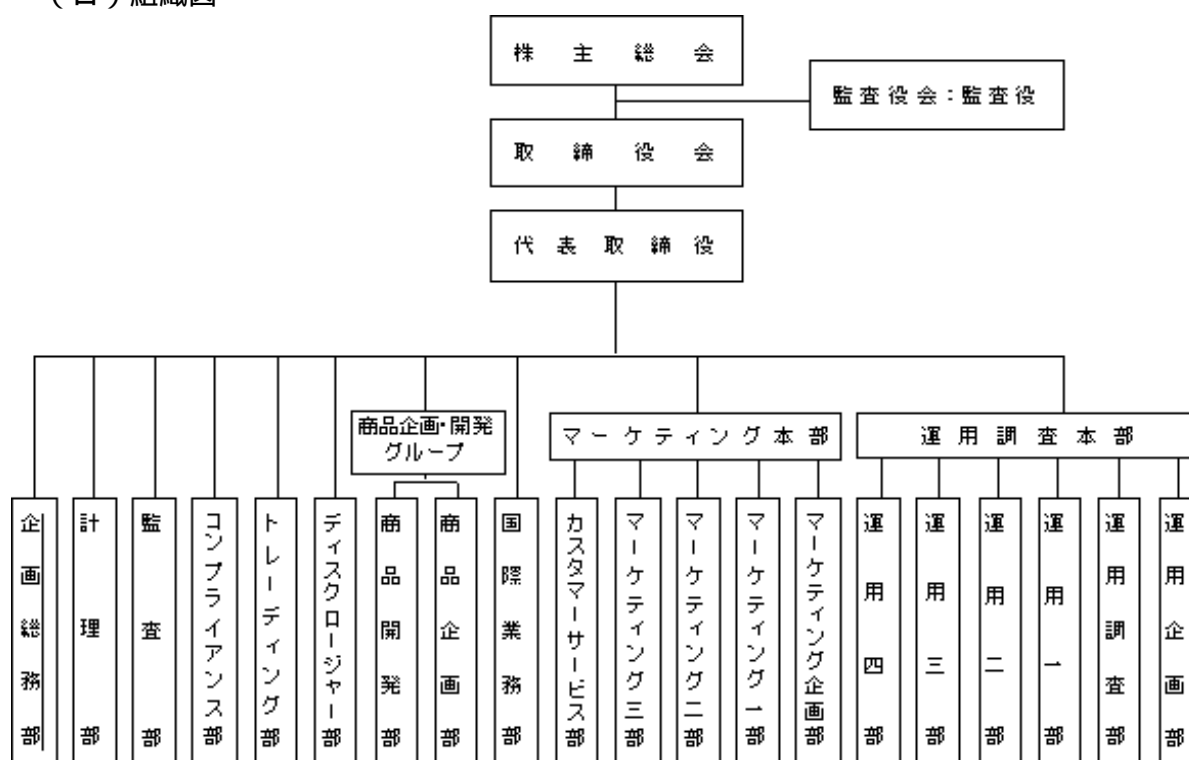 (ロ)組織図
株主総会
監査役会:監査役
取締役会
代表取締役
商品企画・開発
グループ
マーケティング本部
運用調査本部
企画総務部
計理部
監査部
コンプライアンス部
トレーディング部
ディスクロージャー部
商品開発部
商品企画部
国際業務部
カスタマーサービス部
マーケティング三部
マーケティング二部
マーケティング一部
マーケティング企画部
運用四部
運用三部
運用二部
運用一部
運用調査部
運用企画部